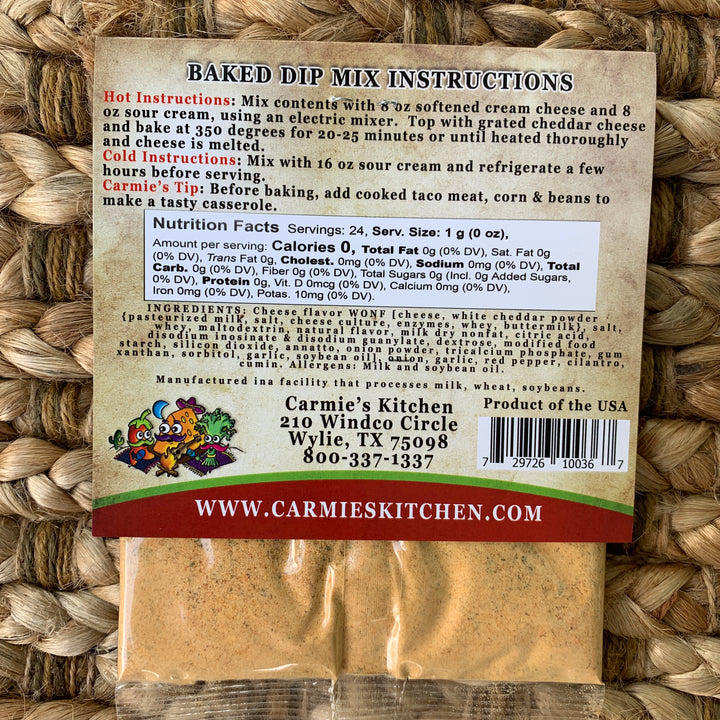 BAKED DIP MIX INSTRUCTIONS
Hot Instructions: Mix contents with 8 oz softened cream cheese and 8
oz sour cream, using an electric mixer. Top with grated cheddar cheese
and bake at 350 degrees for 20-25 minutes or until heated thoroughly
and cheese is melted.
Cold Instructions: Mix with 16 oz sour cream and refrigerate a few
hours before serving.
Carmie's Tip: Before baking, add cooked taco meat, corn & beans to
make a tasty casserole.
Nutrition Facts Servings: 24, Serv. Size: 1 g (0 oz),
Amount per serving: Calories 0, Total Fat 0g (0% DV), Sat. Fat 0g
(0% DV), Trans Fat 0g, Cholest. 0mg (0% DV), Sodium 0mg (0% DV), Total
Carb. 0g (0% DV), Fiber 0g (0% DV), Total Sugars 0g (Incl. 0g Added Sugars,
0% DV), Protein 0g, Vit. D 0mcg (0% DV), Calcium 0mg (0% DV),
Iron 0mg (0% DV), Potas. 10mg (0% DV).
INGREDIENTS: Cheese flavor WONF [cheese, white cheddar powder
{pasteurized milk, salt, cheese culture, enzymes, whey, buttermilk}, salt,
whey, maltodextrin, natural flavor, milk dry nonfat, citric acid,
disodium inosinate & disodium guanylate, dextrose, modified food
starch, silicon dioxide, annatto, onion powder, tricalcium phosphate, gum
xanthan, sorbitol, garlic, soybean oil], onion, garlic, red pepper, cilantro,
cumin. Allergens: Milk and soybean oil.
Manufactured ina facility that processes milk, wheat, soybeans.
Carmie's Kitchen
210 Windco Circle
Wylie, TX 75098
800-337-1337
Product of the USA
7 29726 10036 7
WWW.CARMIESKITCHEN.COM